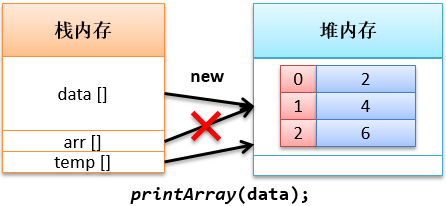 栈内存
堆内存
new
data []
0 2
1 4
2 6
arr []
temp []
printArray(data);